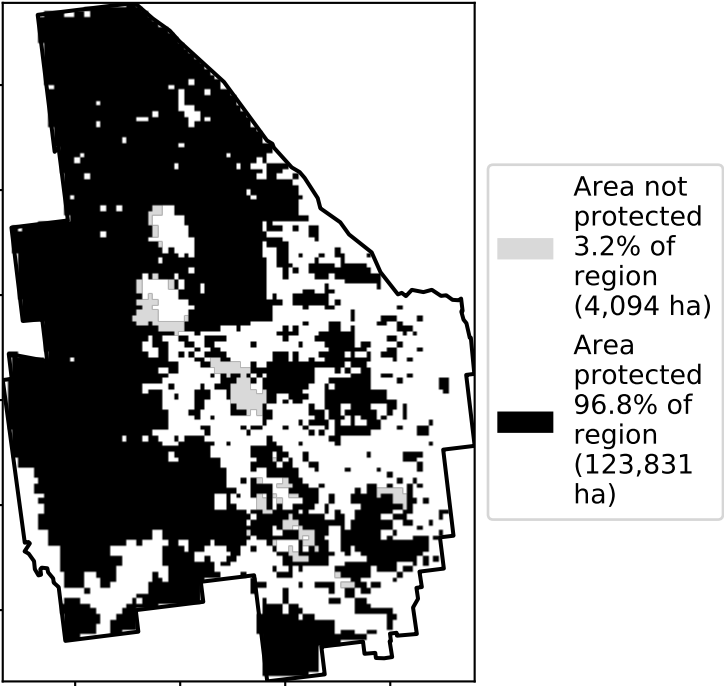 Area not
protected
3.2% of
region
(4,094 ha)
Area
protected
96.8% of
region
(123,831
ha)